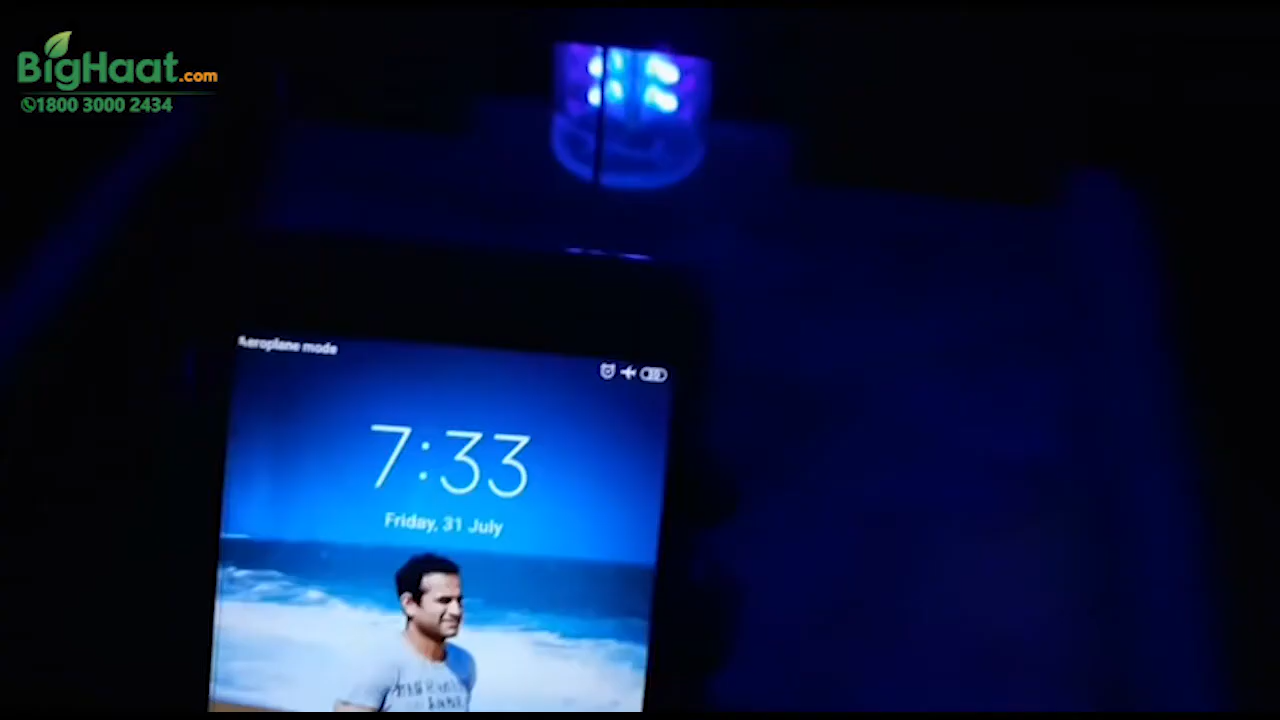 BigHaat.com
1800 3000 2434
Aeroplane mode
7:33
Friday, 31 July